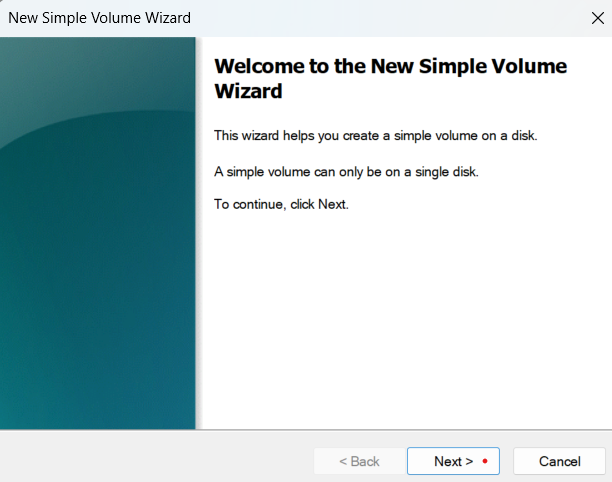 New Simple Volume Wizard
Welcome to the New Simple Volume
Wizard
This wizard helps you create a simple volume on a disk.
A simple volume can only be on a single disk.
To continue, click Next.
< Back
Next >
Cancel